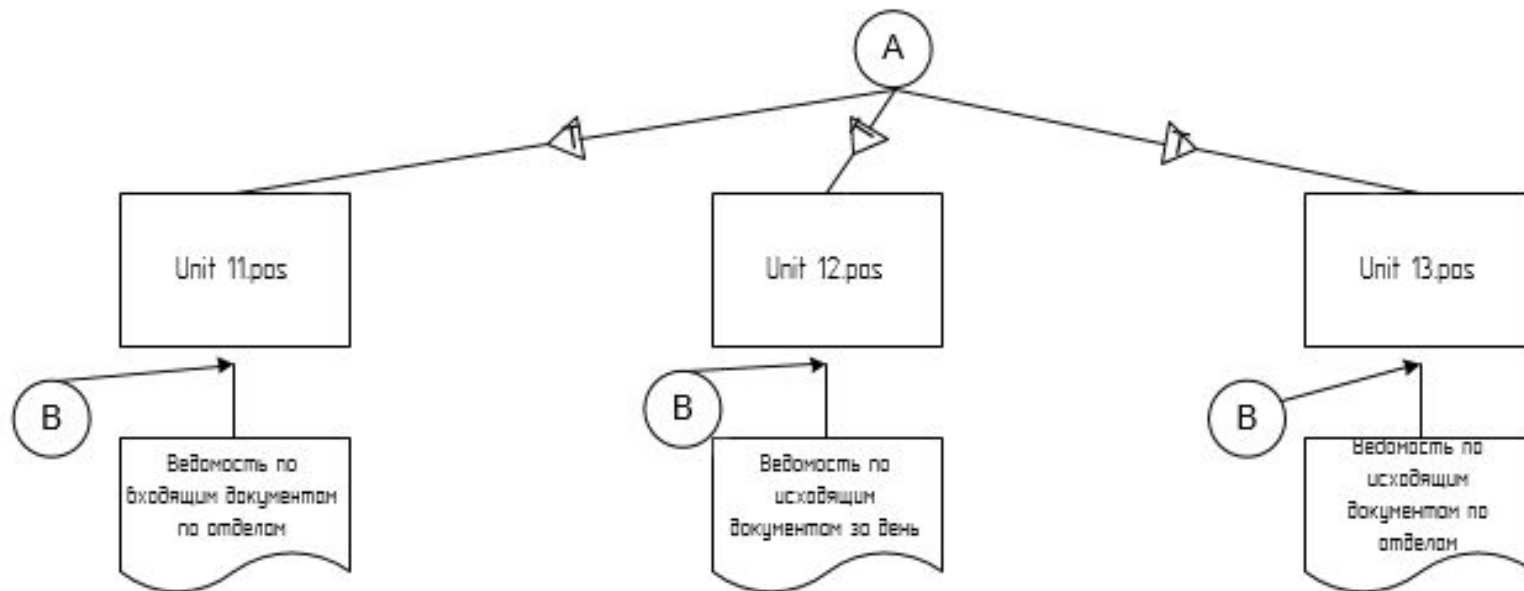 A
Unit 11.pas
Unit 12.pas
Unit 13.pas
B
B
B
Ведомость по
входящим документам
по отделам
Ведомость по
исходящим
документам за день
Ведомость по
исходящим
документам по
отделам